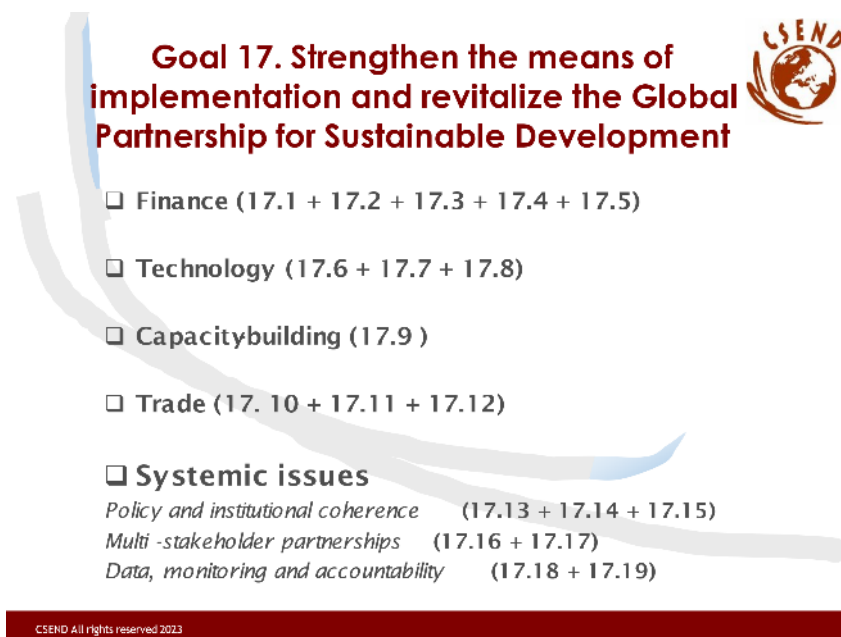 CSEND
Goal 17. Strengthen the means of
implementation and revitalize the Global
Partnership for Sustainable Development
❑ Finance (17.1 + 17.2 + 17.3 + 17.4 + 17.5)
❑ Technology (17.6 + 17.7 + 17.8)
❑ Capacity-building (17.9 )
❑ Trade (17. 10 + 17.11 + 17.12)
❑ Systemic issues
Policy and institutional coherence (17.13 + 17.14 + 17.15)
Multi -stakeholder partnerships (17.16 + 17.17)
Data, monitoring and accountability (17.18 + 17.19)
CSEND All rights reserved 2023